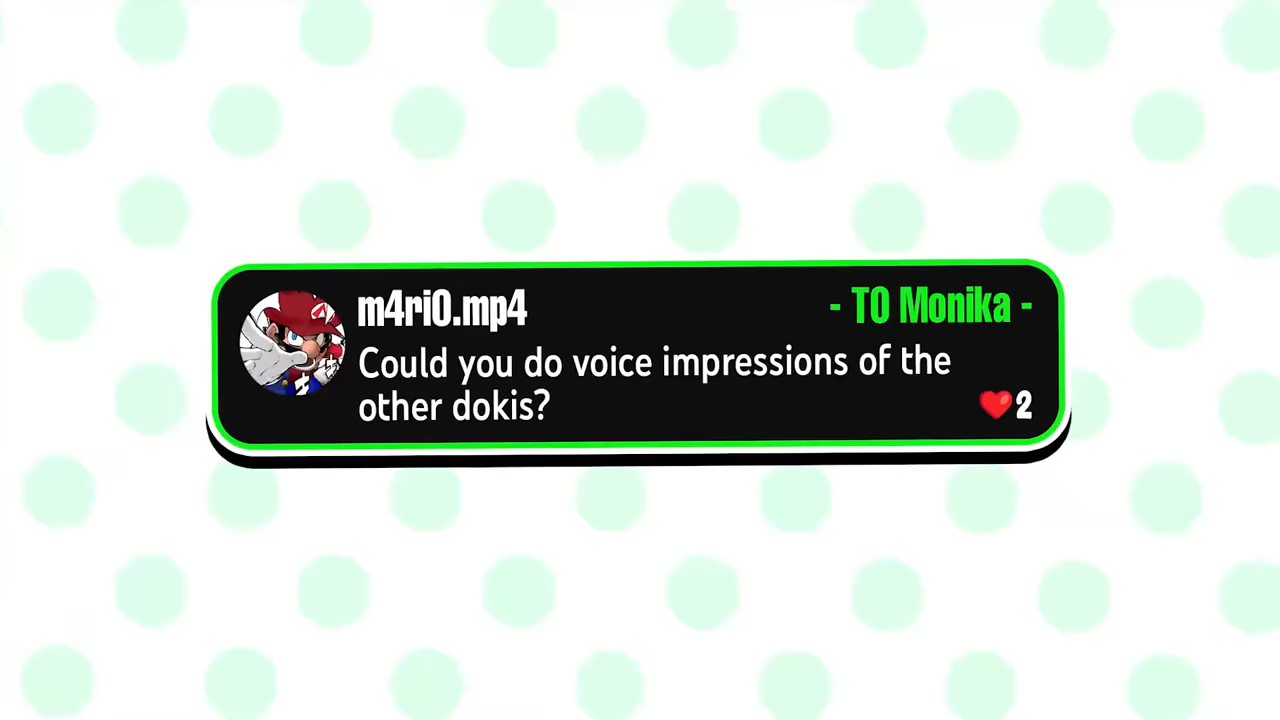 m4ri0.mp4
- TO Monika -
Could you do voice impressions of the
other dokis?
❤️2